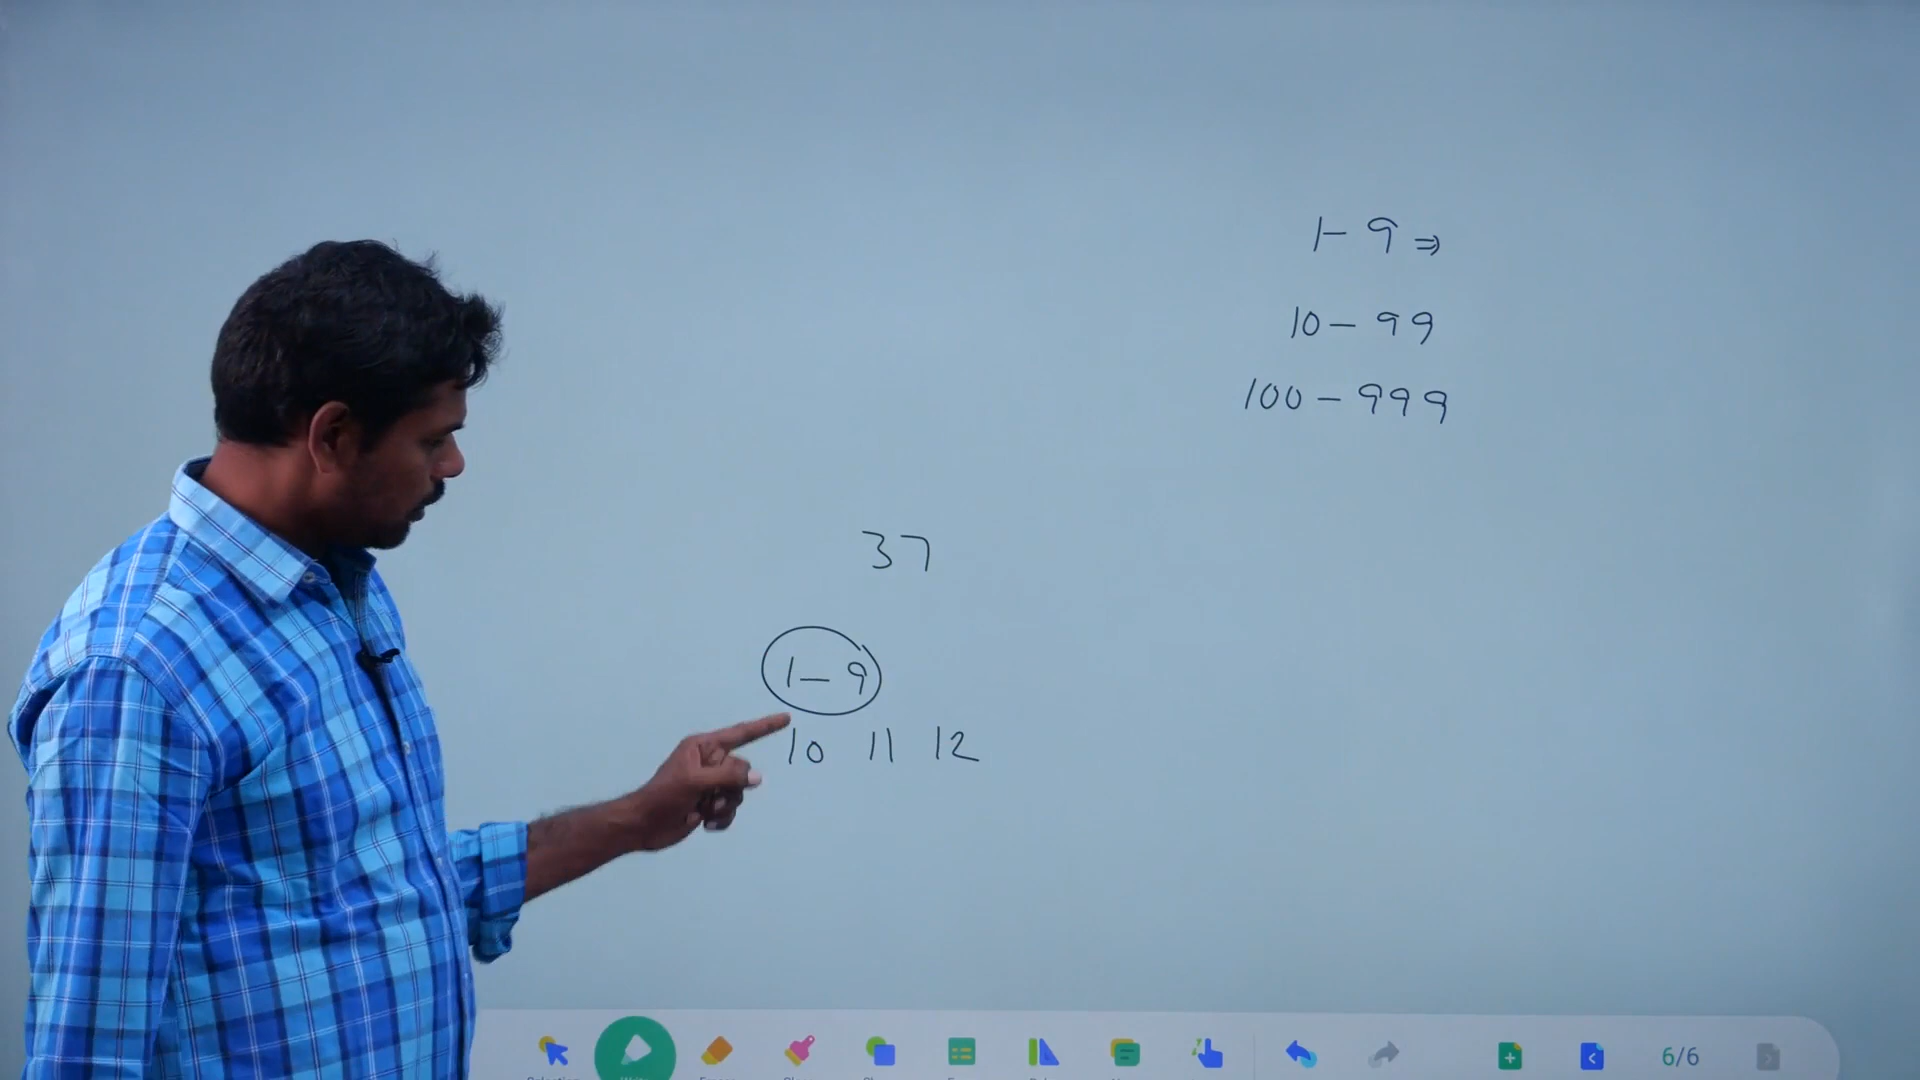 1 - 9 ⇒
10 - 99
100 - 999
37
1 - 9
10 11 12
6/6